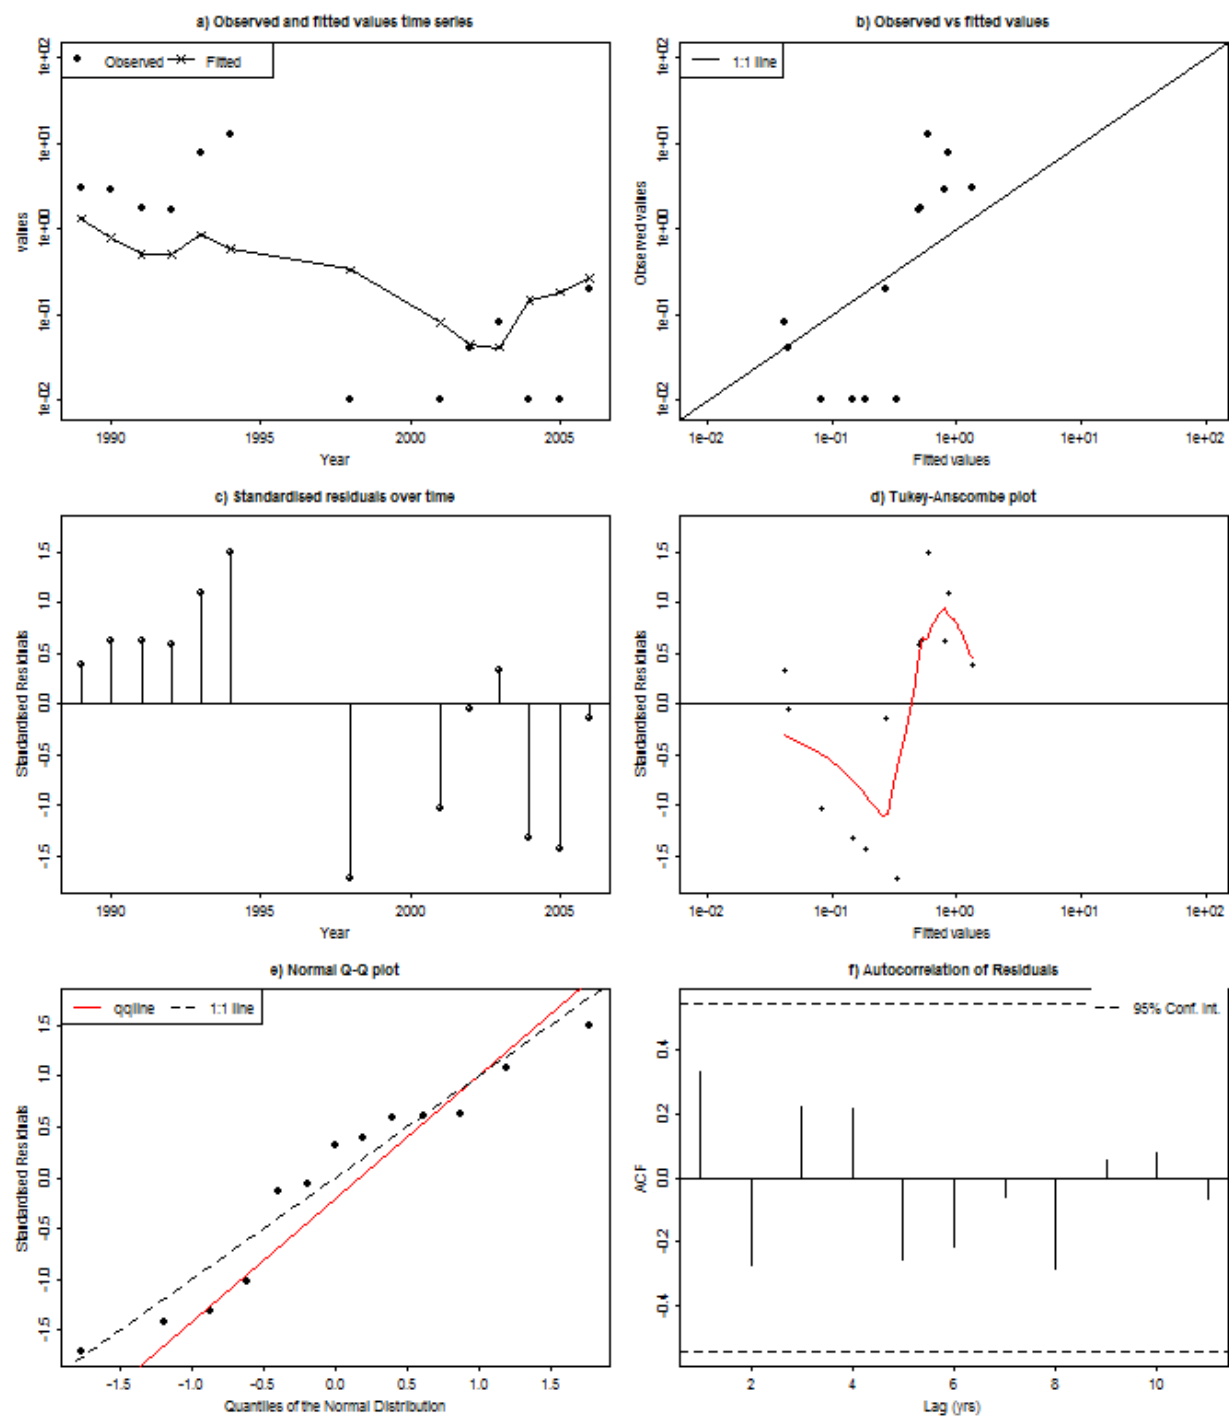 a) Observed and fitted values time series
Observed Fitted
values
1e-02 1e-01 1e+00 1e+01 1e+02
1990 1995 2000 2005
Year
b) Observed vs fitted values
1:1 line
Observed values
1e-02 1e-01 1e+00 1e+01 1e+02
1e-02 1e-01 1e+00 1e+01 1e+02
Fitted values
c) Standardised residuals over time
Standardised Residuals
-1.5 -1.0 -0.5 0.0 0.5 1.0 1.5
1990 1995 2000 2005
Year
d) Tukey-Anscombe plot
Standardised Residuals
-1.5 -1.0 -0.5 0.0 0.5 1.0 1.5
1e-02 1e-01 1e+00 1e+01 1e+02
Fitted values
e) Normal Q-Q plot
qqline 1:1 line
Standardised Residuals
-1.5 -1.0 -0.5 0.0 0.5 1.0 1.5
-1.5 -1.0 -0.5 0.0 0.5 1.0 1.5
Quantiles of the Normal Distribution
f) Autocorrelation of Residuals
95% Conf. Int.
ACF
-0.4 -0.2 0.0 0.2 0.4
2 4 6 8 10
Lag (yrs)